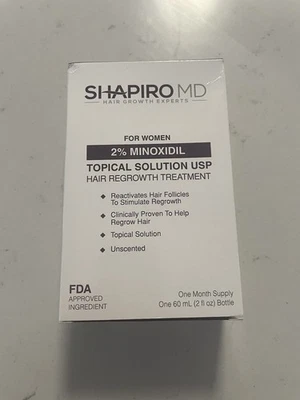 SHAPIRO MD
HAIR GROWTH EXPERTS
FOR WOMEN
2% MINOXIDIL
TOPICAL SOLUTION USP
HAIR REGROWTH TREATMENT
Reactivates Hair Follicles
To Stimulate Regrowth
Clinically Proven To Help
Regrow Hair
Topical Solution
Unscented
FDA
APPROVED
INGREDIENT
One Month Supply
One 60 mL (2 fl oz) Bottle